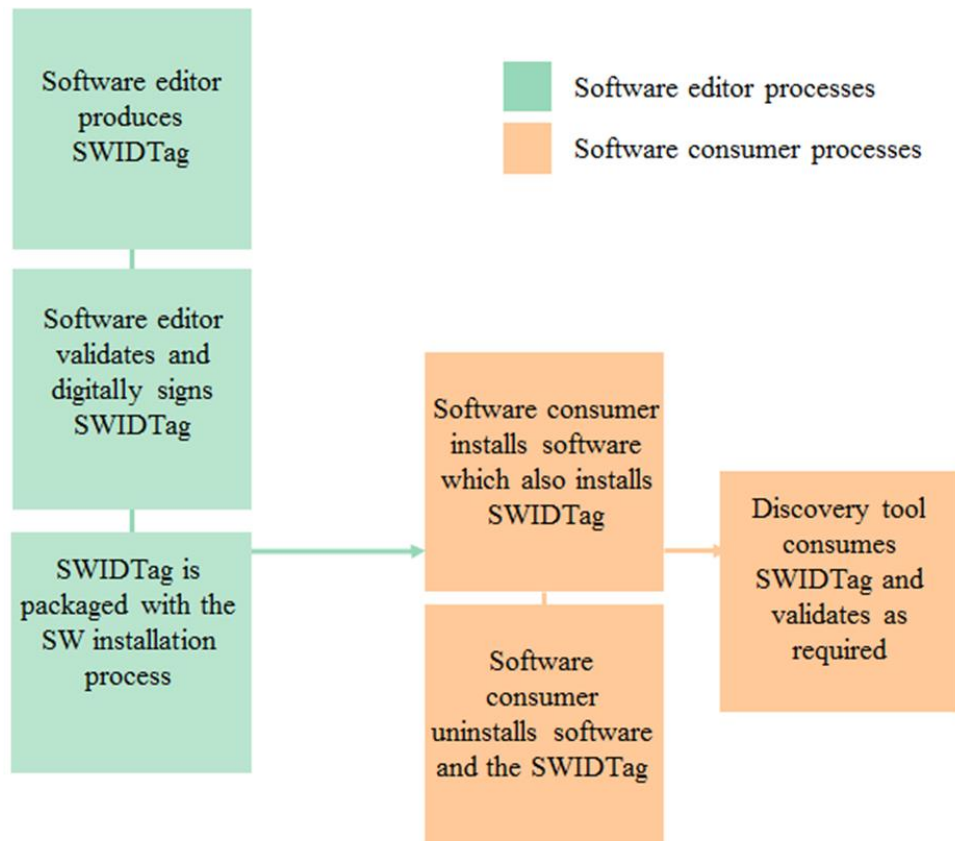 Software editor
produces
SWIDTag
Software editor processes
Software consumer processes
Software editor
validates and
digitally signs
SWIDTag
SWIDTag is
packaged with the
SW installation
process
Software consumer
installs software
which also installs
SWIDTag
Software
consumer
uninstalls software
and the SWIDTag
Discovery tool
consumes
SWIDTag and
validates as
required